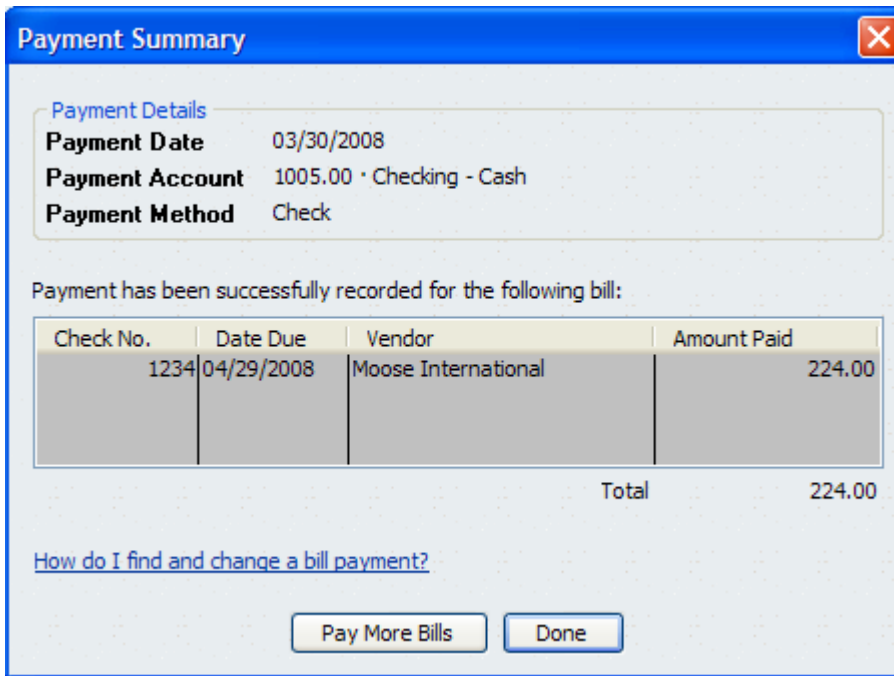 Payment Summary
Payment Details
Payment Date 03/30/2008
Payment Account 1005.00 · Checking - Cash
Payment Method Check
Payment has been successfully recorded for the following bill:
Check No. Date Due Vendor Amount Paid
1234 04/29/2008 Moose International 224.00
Total 224.00
How do I find and change a bill payment?
Pay More Bills Done